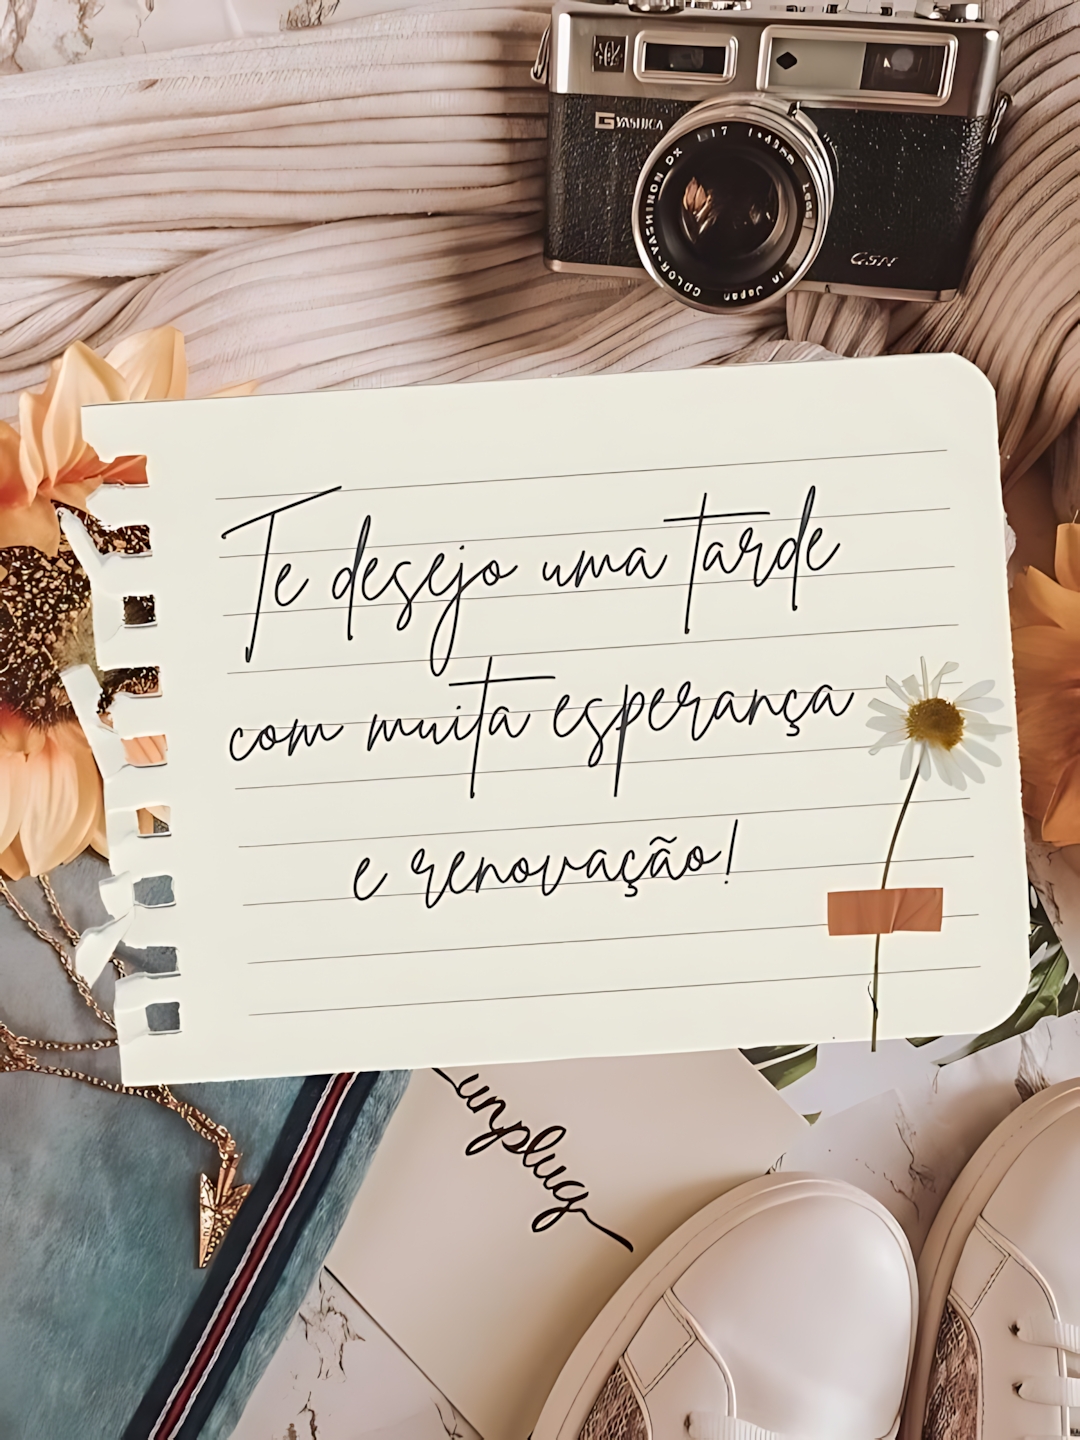 G YASHICA
COLOR-YASHINON DX 1:1.7 f=45mm Lens
in Japan
GSN
Te desejo uma tarde
com muita esperança
e renovação!
unplug